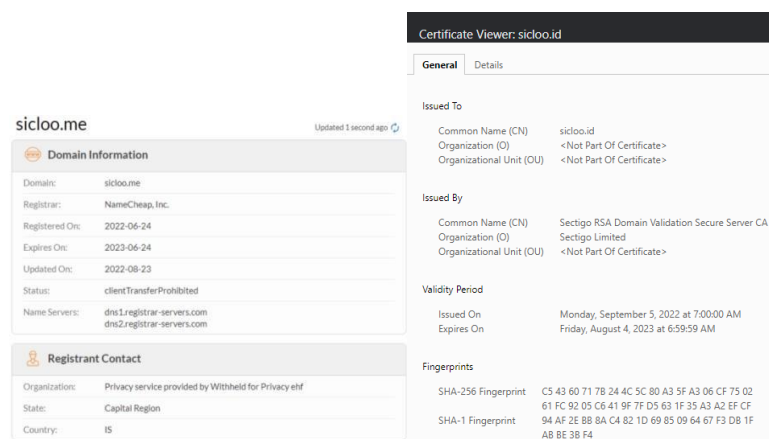 sicloo.me
Updated 1 second ago
Domain Information
Domain: sicloo.me
Registrar: NameCheap, Inc.
Registered On: 2022-06-24
Expires On: 2023-06-24
Updated On: 2022-08-23
Status: clientTransferProhibited
Name Servers: dns1.registrar-servers.com
dns2.registrar-servers.com
Registrant Contact
Organization: Privacy service provided by Withheld for Privacy ehf
State: Capital Region
Country: IS
Certificate Viewer: sicloo.id
General Details
Issued To
Common Name (CN) sicloo.id
Organization (O) <Not Part Of Certificate>
Organizational Unit (OU) <Not Part Of Certificate>
Issued By
Common Name (CN) Sectigo RSA Domain Validation Secure Server CA
Organization (O) Sectigo Limited
Organizational Unit (OU) <Not Part Of Certificate>
Validity Period
Issued On Monday, September 5, 2022 at 7:00:00 AM
Expires On Friday, August 4, 2023 at 6:59:59 AM
Fingerprints
SHA-256 Fingerprint C5 43 60 71 7B 24 4C 5C 80 A3 5F A3 06 CF 75 02
61 FC 92 05 C6 41 9F 7F D5 63 1F 35 A3 A2 EF CF
SHA-1 Fingerprint 94 AF 2E BB 8A C4 82 1D 69 85 09 64 67 F3 DB 1F
AB BE 3B F4